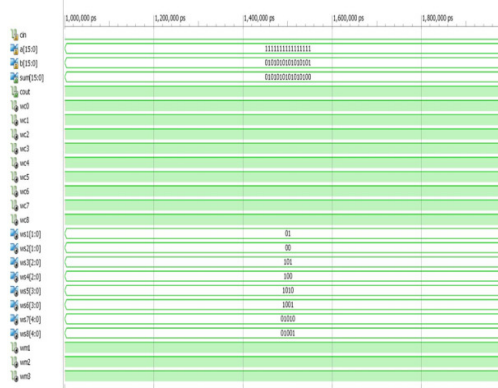 1,000,000 ps 1,200,000 ps 1,400,000 ps 1,600,000 ps 1,800,000 ps
cin
a[15:0] 1111111111111111
b[15:0] 0101010101010101
sum[15:0] 0101010101010100
cout
wc0
wc1
wc2
wc3
wc4
wc5
wc6
wc7
wc8
ws1[1:0] 01
ws2[1:0] 00
ws3[2:0] 101
ws4[2:0] 100
ws5[3:0] 1010
ws6[3:0] 1001
ws7[4:0] 01010
ws8[4:0] 01001
wm1
wm2
wm3